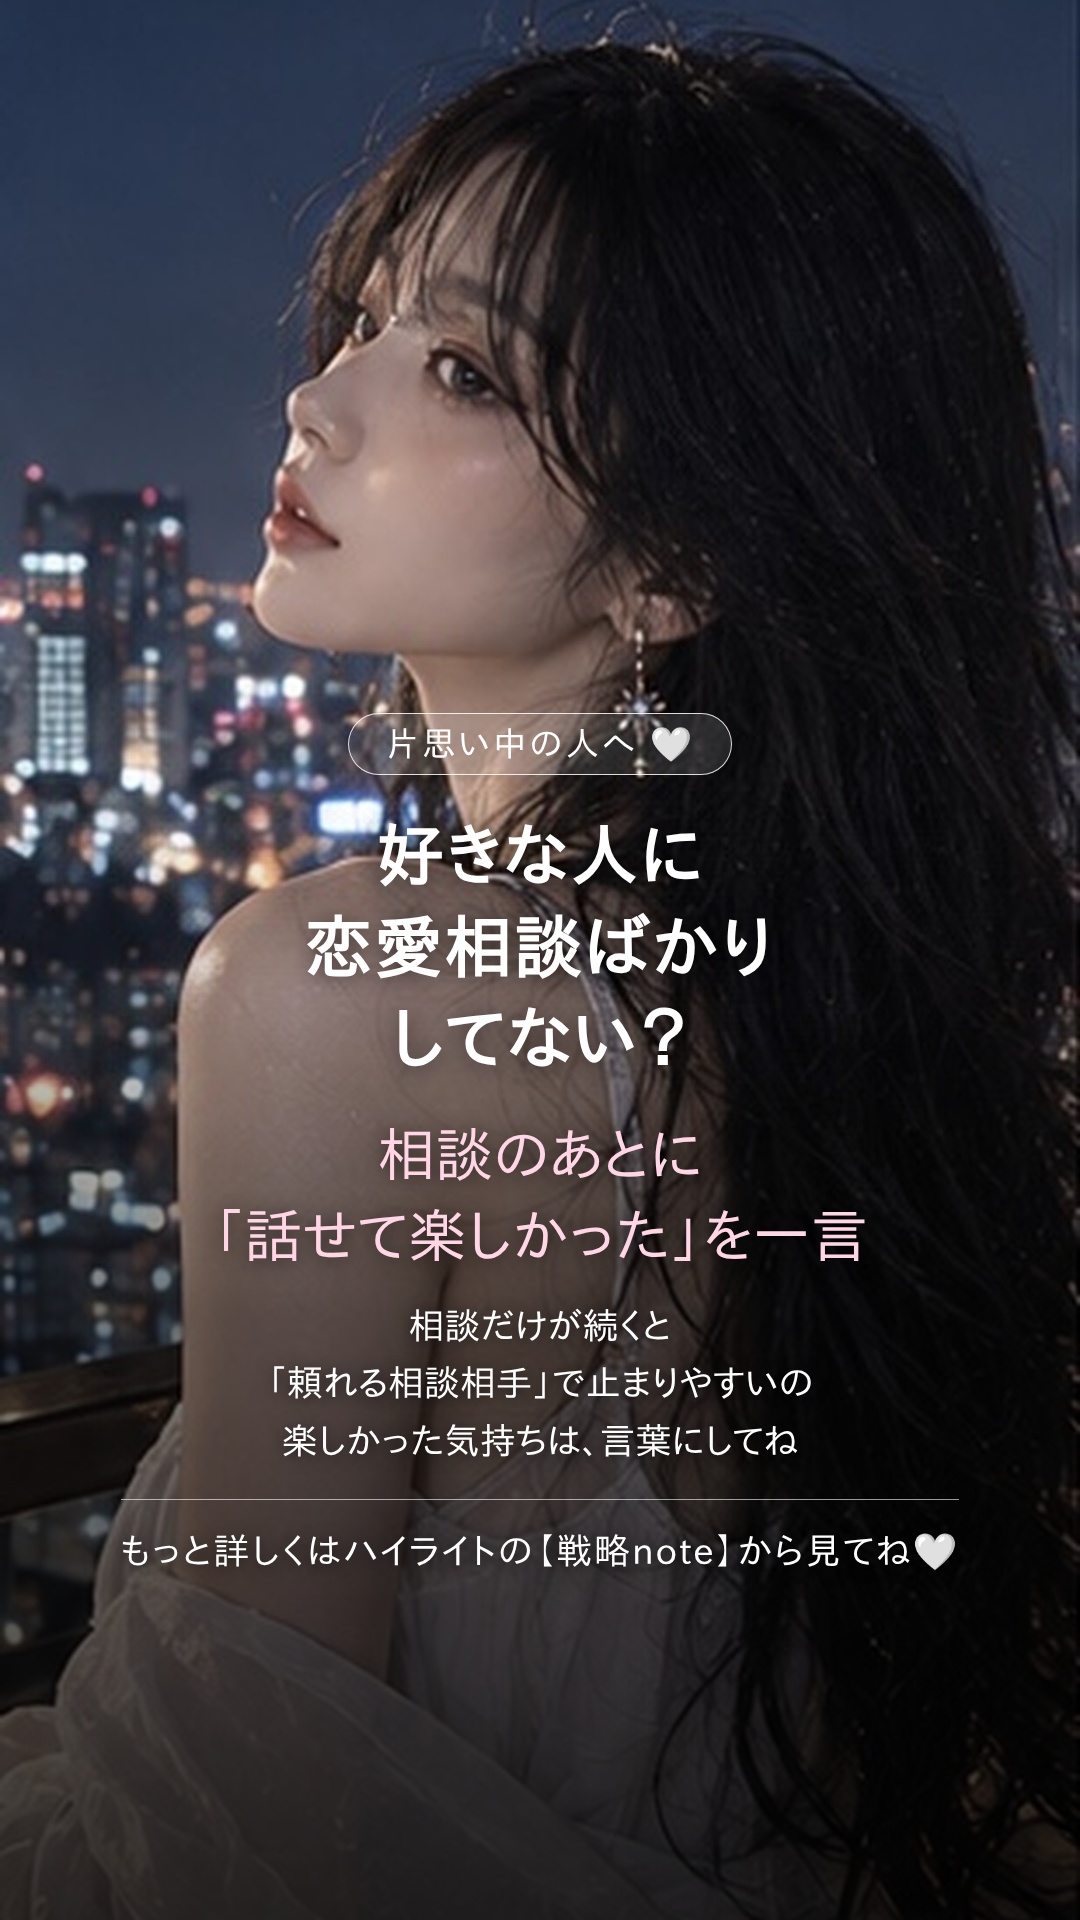 片思い中の人へ 🤍
好きな人に
恋愛相談ばかり
してない？
相談のあとに
「話せて楽しかった」を一言
相談だけが続くと
「頼れる相談相手」で止まりやすいの
楽しかった気持ちは、言葉にしてね
もっと詳しくはハイライトの【戦略note】から見てね🤍